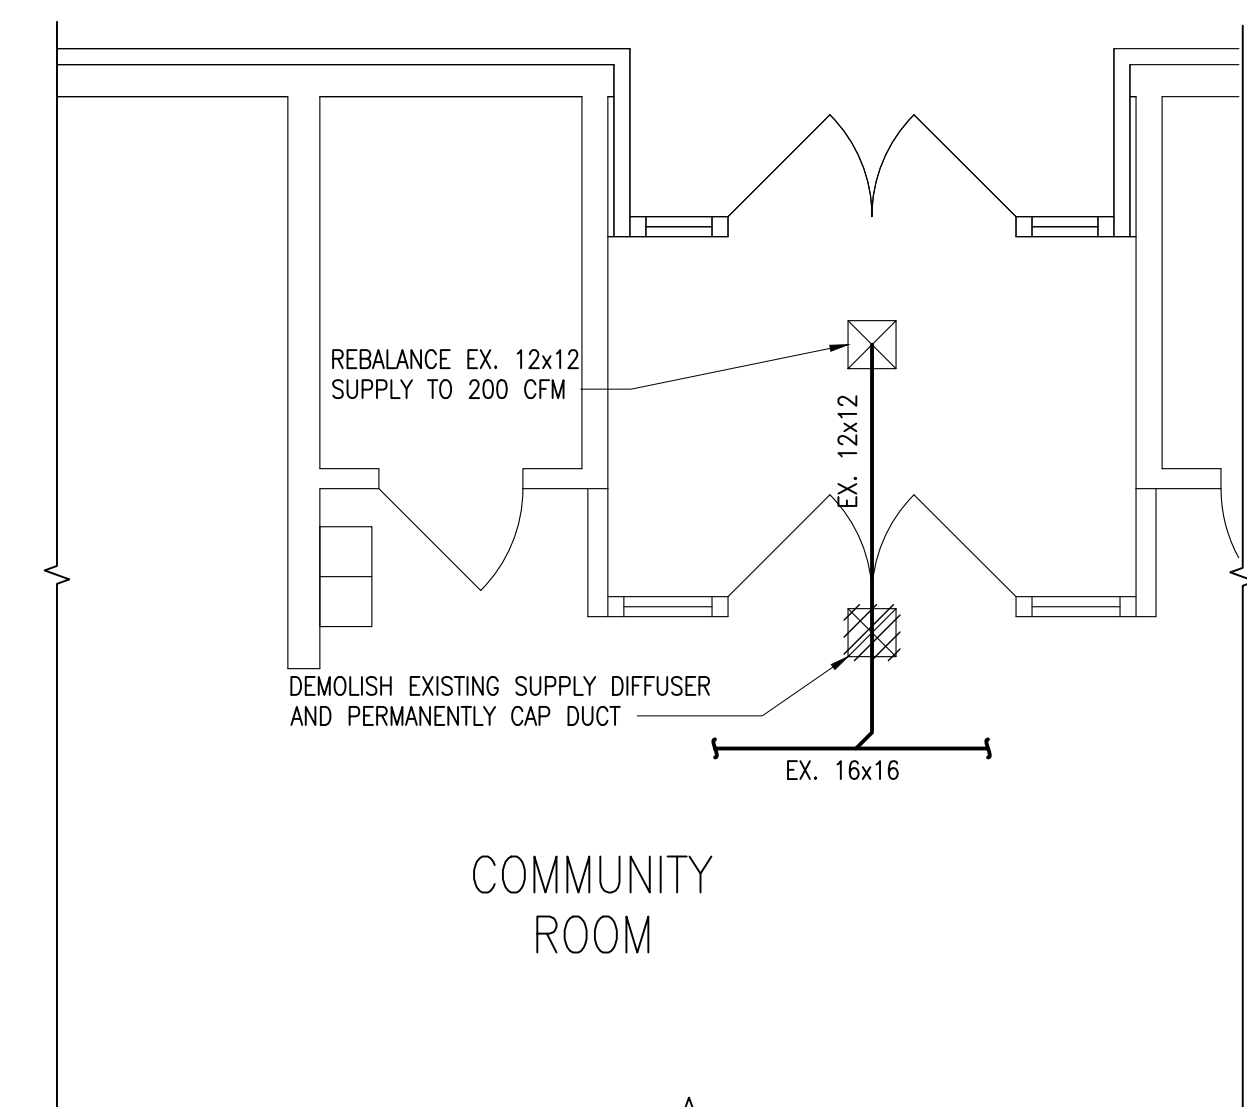 REBALANCE EX. 12x12
SUPPLY TO 200 CFM
EX. 12x12
DEMOLISH EXISTING SUPPLY DIFFUSER
AND PERMANENTLY CAP DUCT
EX. 16x16
COMMUNITY
ROOM